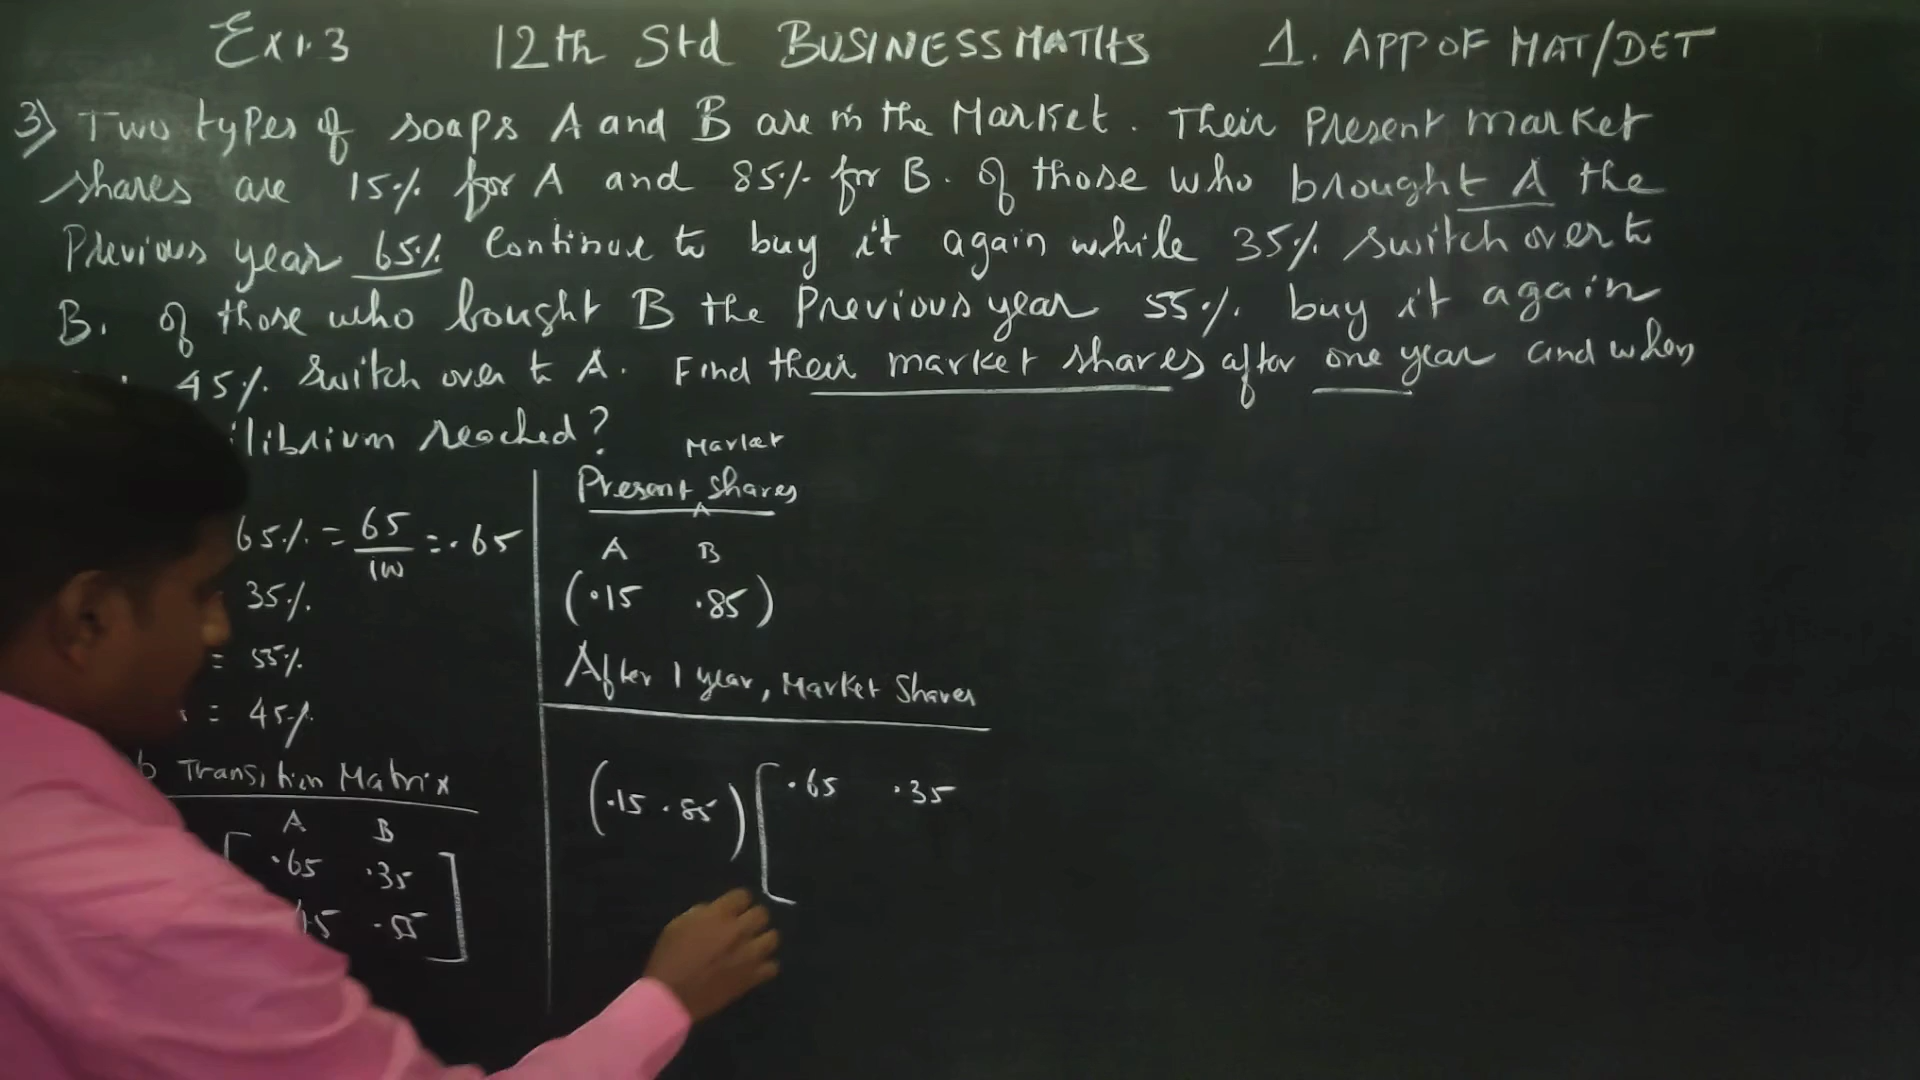 Ex 1.3 12th Std BUSINESS MATHS 1. APP OF MAT/DET
3) Two types of soaps A and B are in the Market. Their Present market
shares are 15% for A and 85% for B. Of those who brought A the
Previous year 65% Continue to buy it again while 35% switch over to
B. Of those who bought B the Previous year 55% buy it again
45% switch over to A. Find their market shares after one year and when
ilibrium reached?
65% = 65/100 = .65
35%
= 55%
= 45%
Transition Matrix
A B
.65 .35
45 .55
Market
Present Shares
A B
(.15 .85)
After 1 year, Market Shares
(.15 .85) [.65 .35